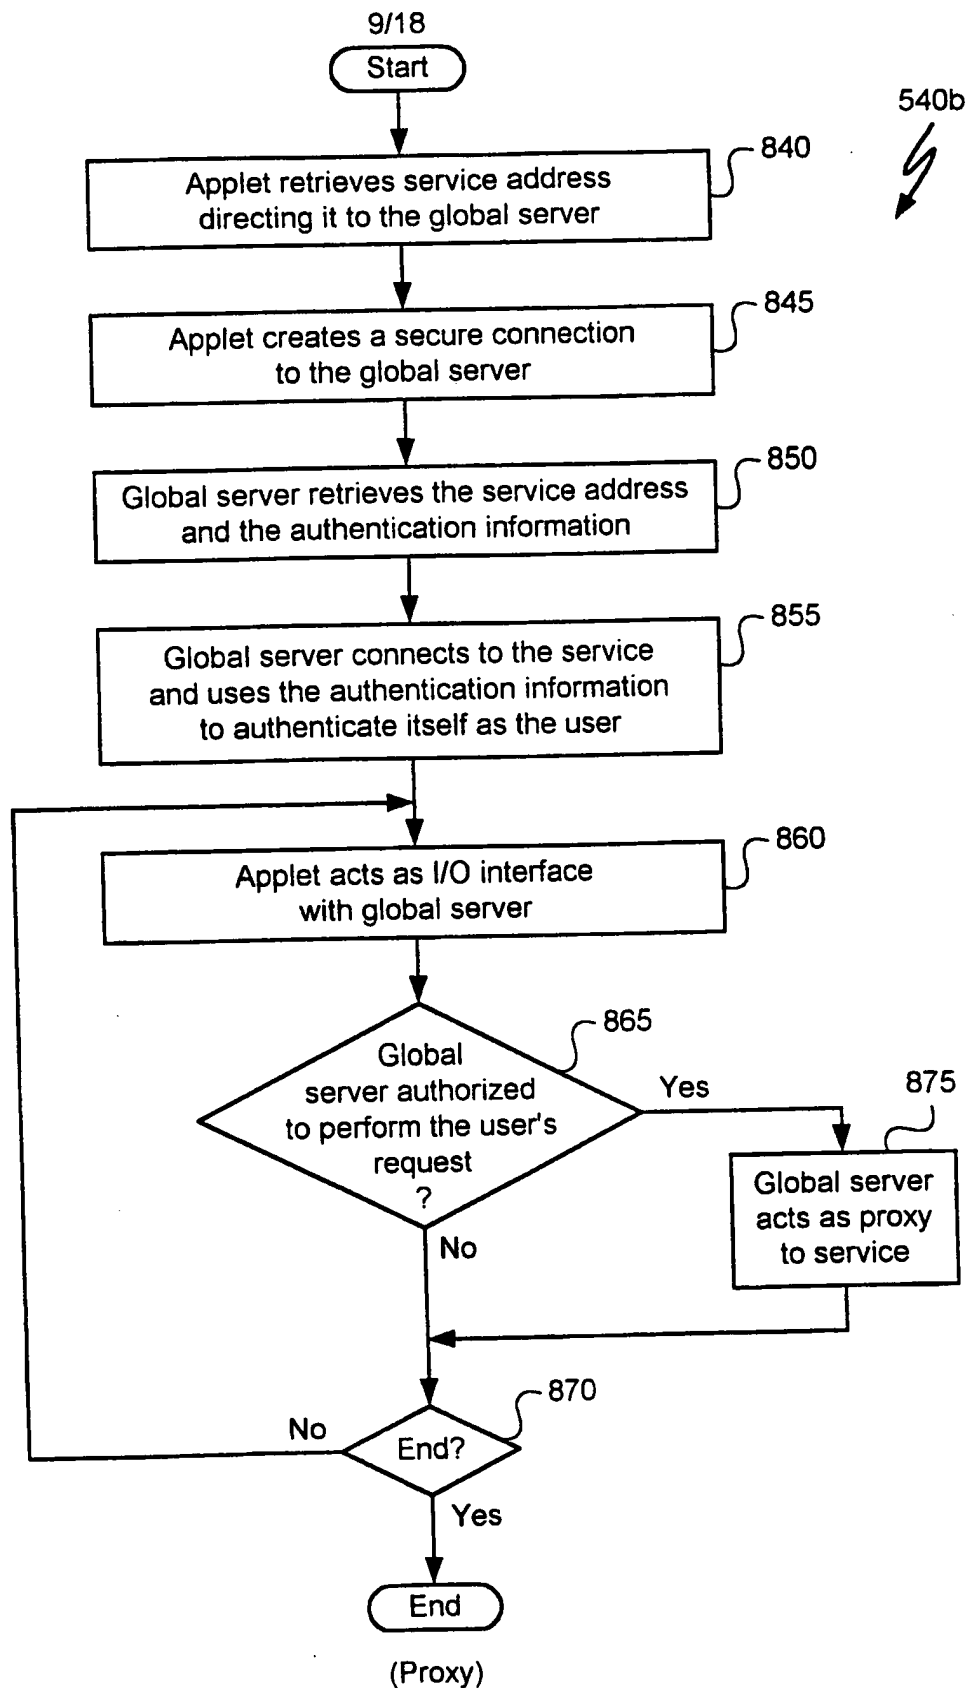 9/18
Start
540b
840
Applet retrieves service address
directing it to the global server
845
Applet creates a secure connection
to the global server
850
Global server retrieves the service address
and the authentication information
855
Global server connects to the service
and uses the authentication information
to authenticate itself as the user
860
Applet acts as I/O interface
with global server
865
Global
server authorized
to perform the user's
request
?
Yes
875
Global server
acts as proxy
to service
No
870
End?
No
Yes
End
(Proxy)